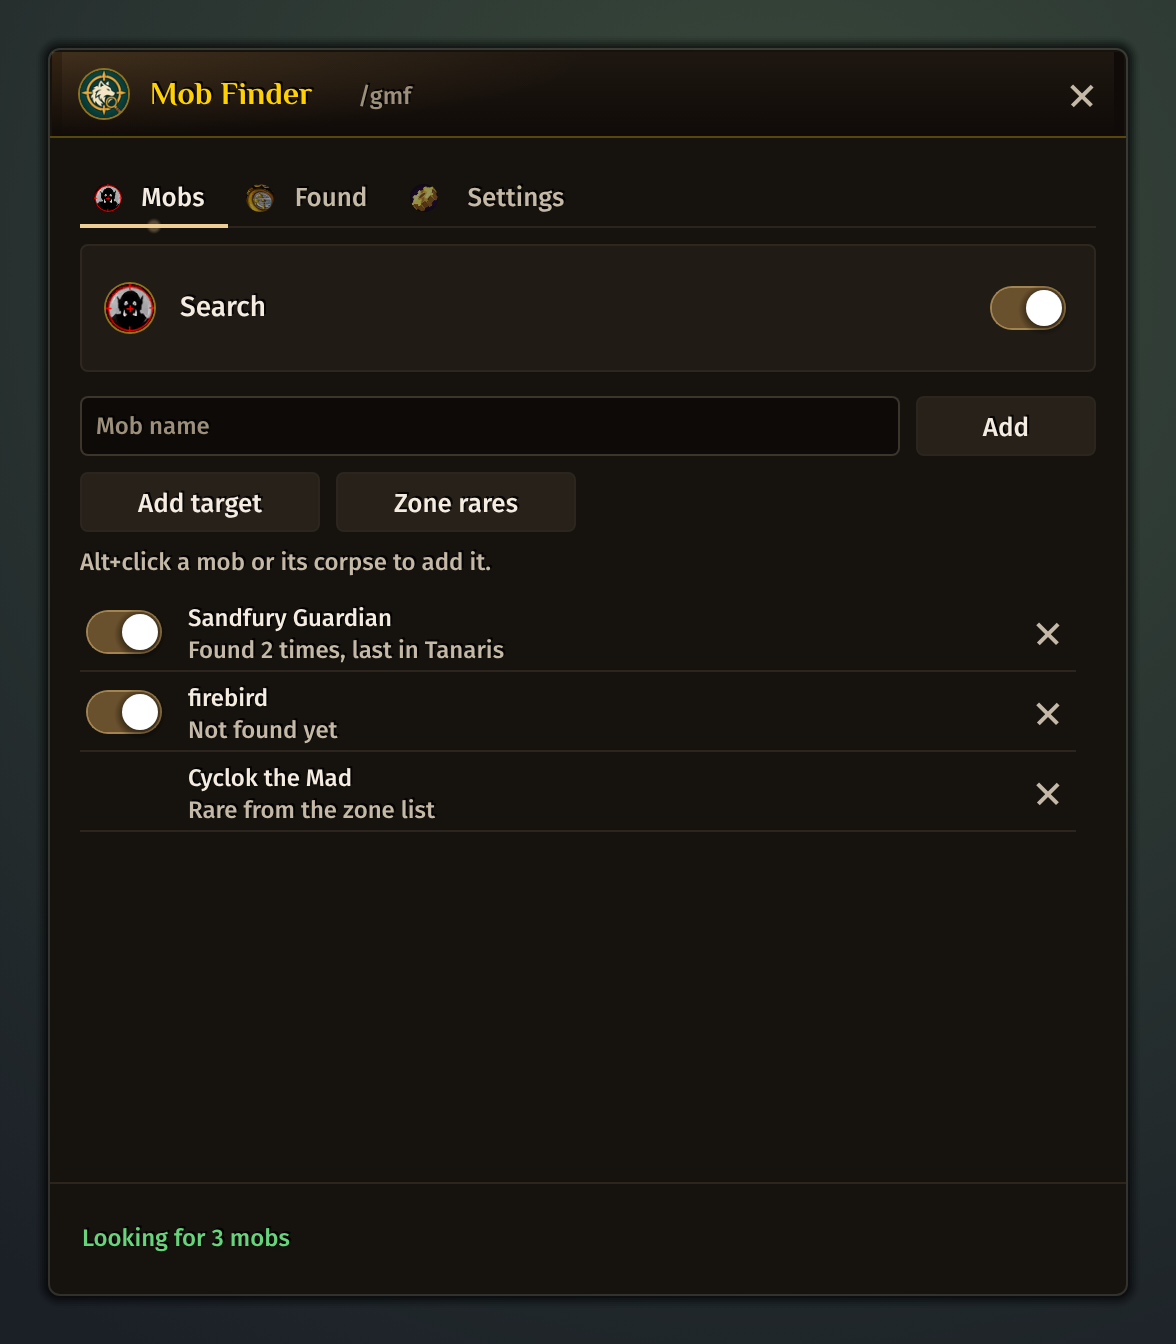 Mob Finder /gmf
Mobs Found Settings
Search
Mob name Add
Add target Zone rares
Alt+click a mob or its corpse to add it.
Sandfury Guardian
Found 2 times, last in Tanaris
firebird
Not found yet
Cyclok the Mad
Rare from the zone list
Looking for 3 mobs